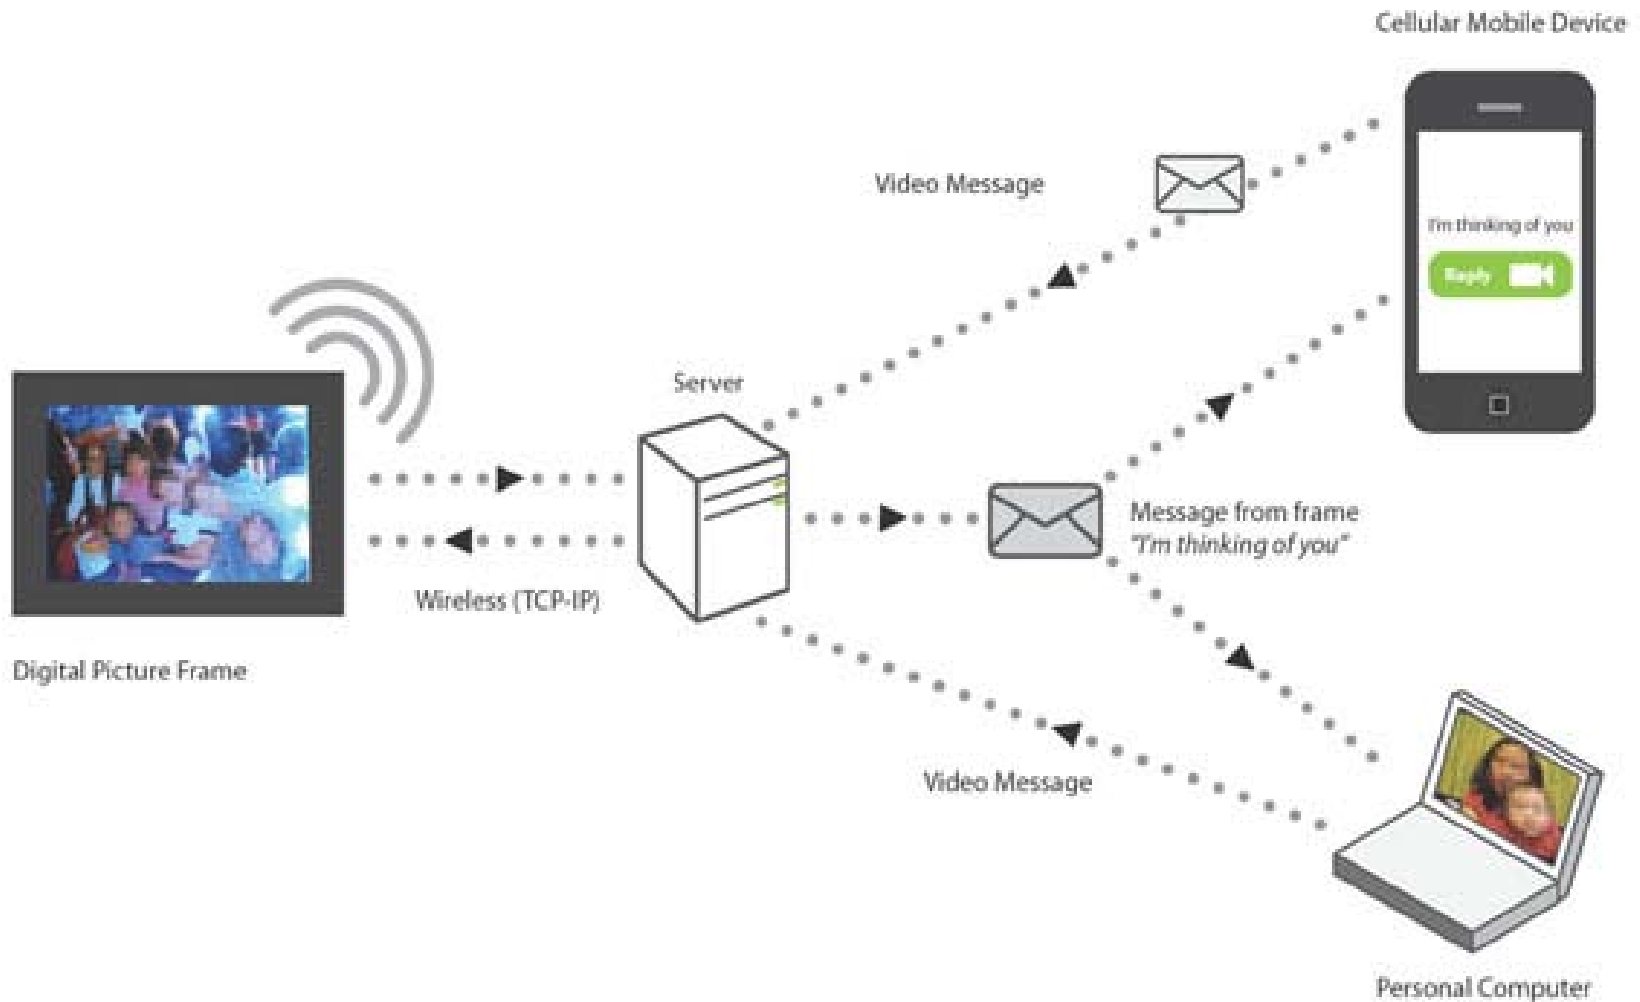 Cellular Mobile Device
Video Message
I'm thinking of you
Reply
Server
Message from frame
"I'm thinking of you"
Wireless (TCP-IP)
Digital Picture Frame
Video Message
Personal Computer